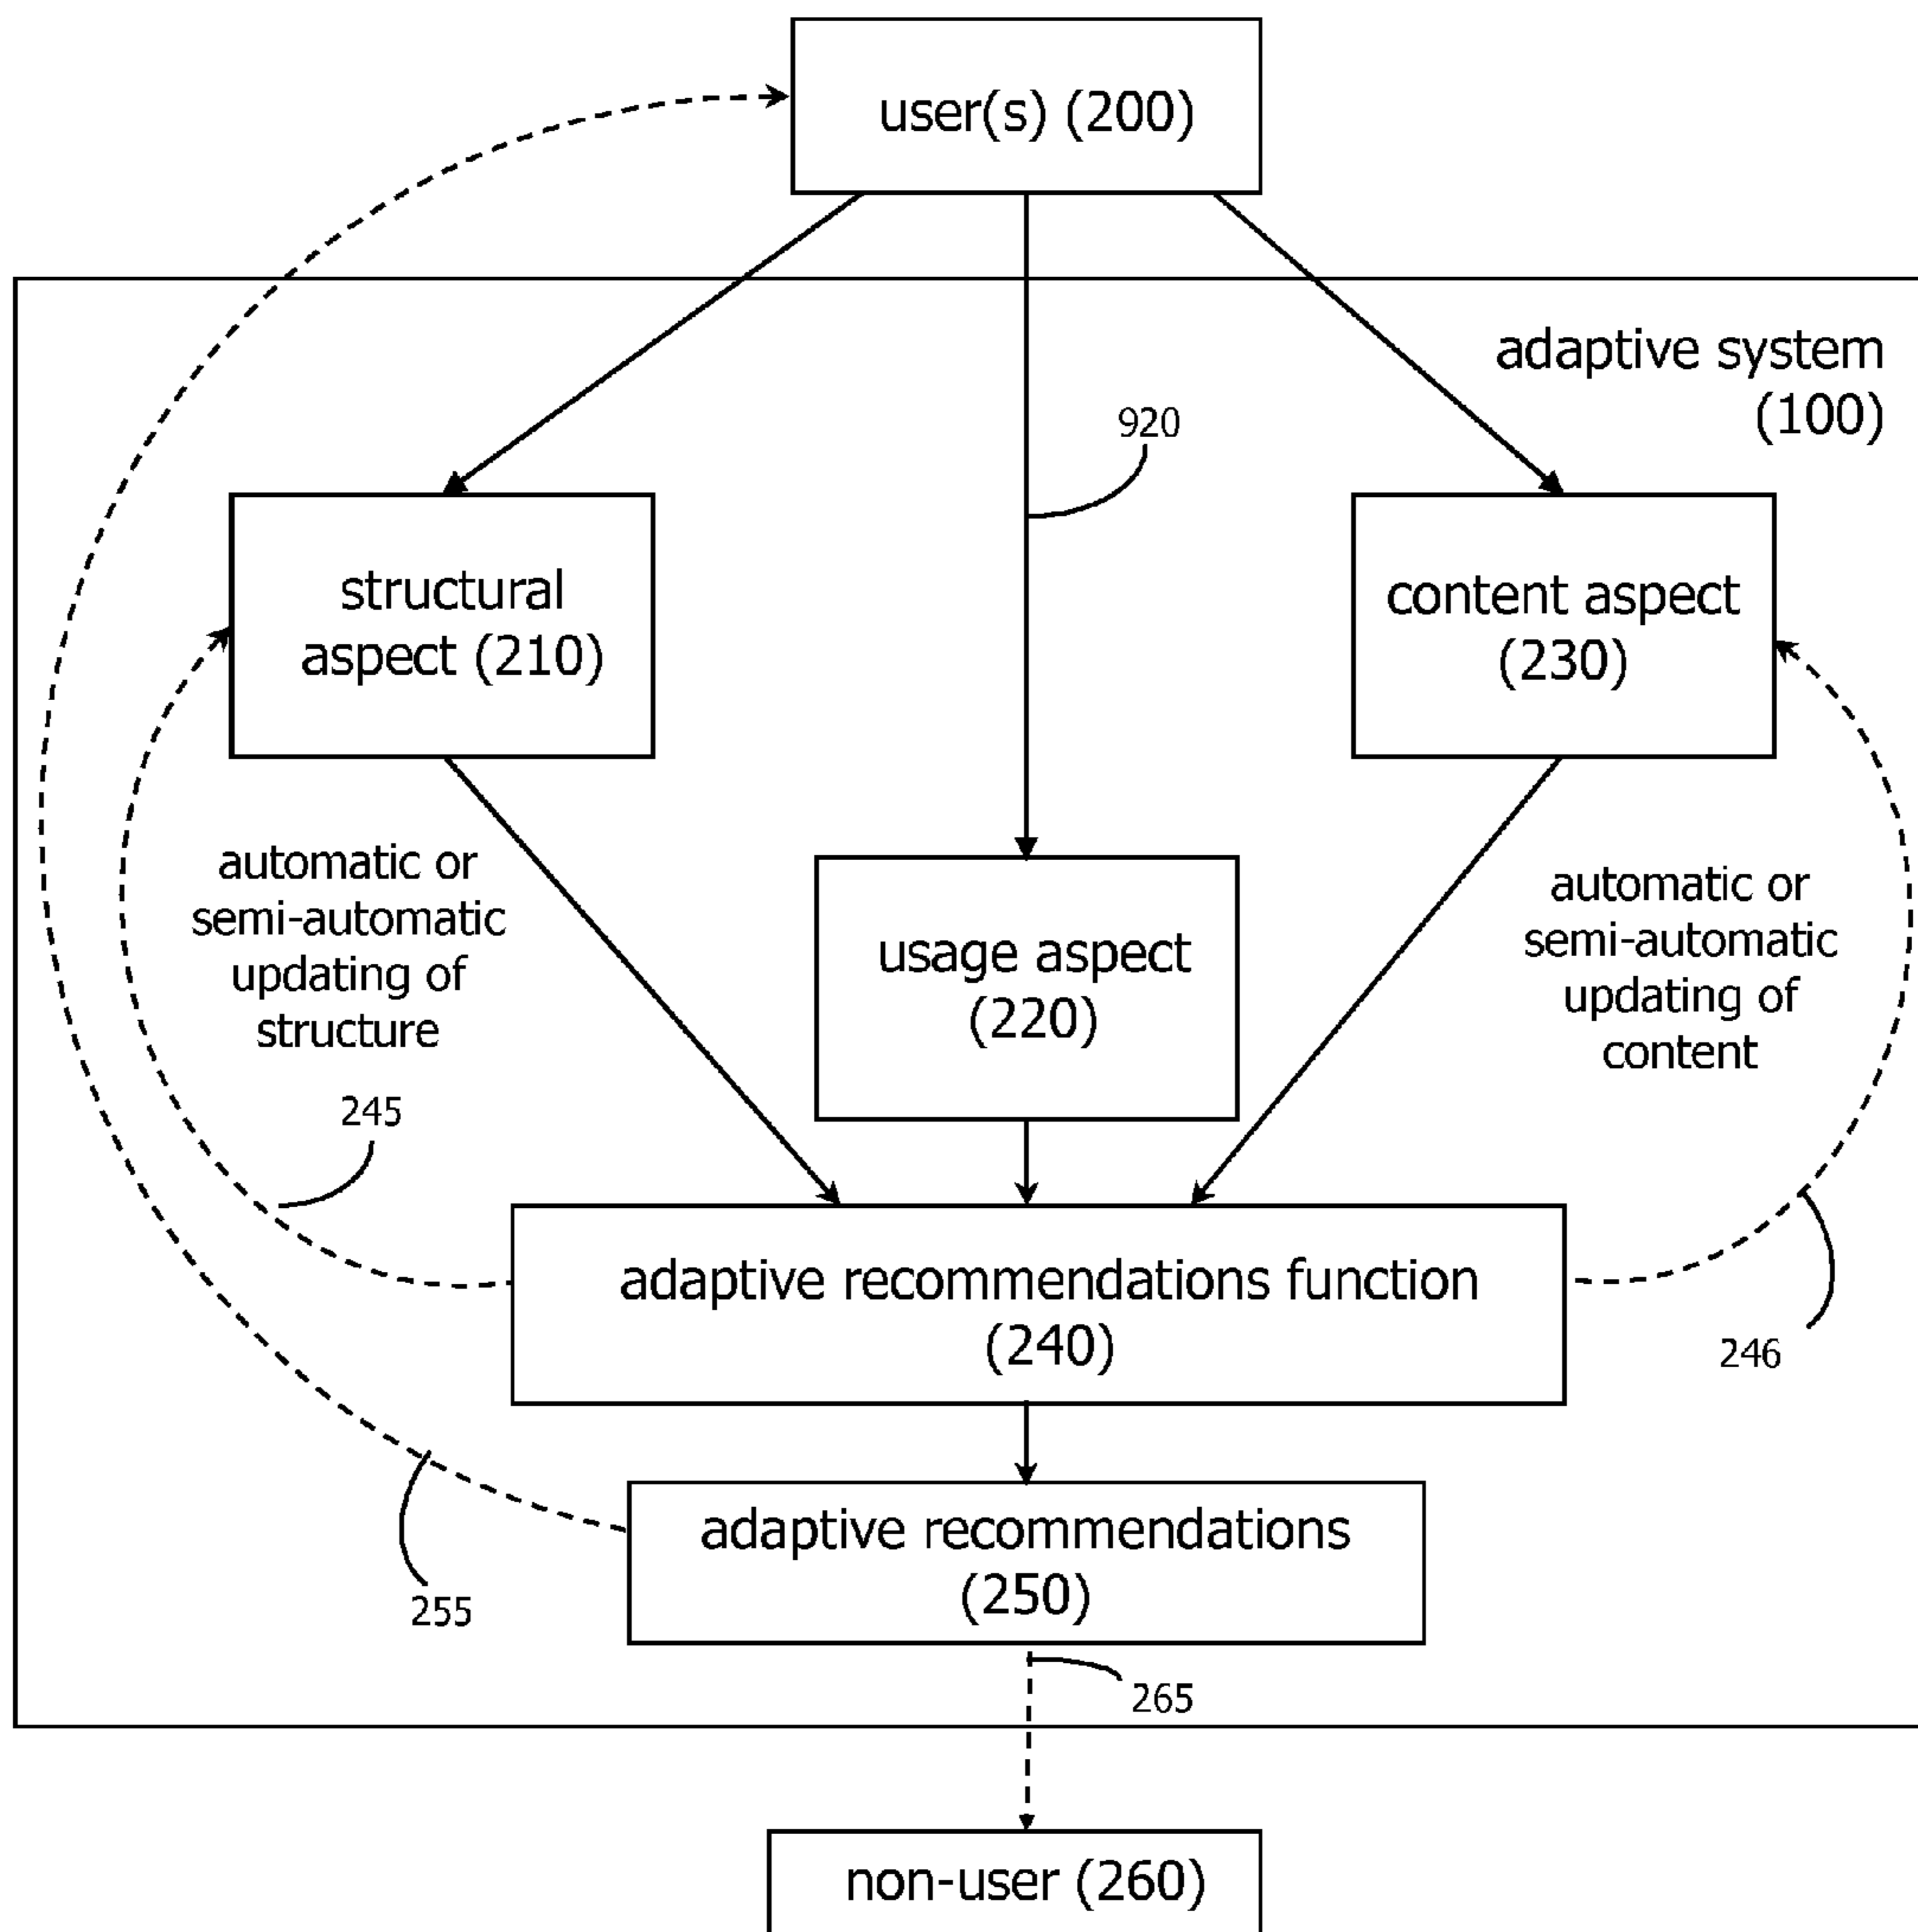 user(s) (200)
adaptive system
(100)
920
structural
aspect (210)
content aspect
(230)
automatic or
semi-automatic
updating of
structure
usage aspect
(220)
automatic or
semi-automatic
updating of
content
245
adaptive recommendations function
(240)
246
adaptive recommendations
(250)
255
265
non-user (260)